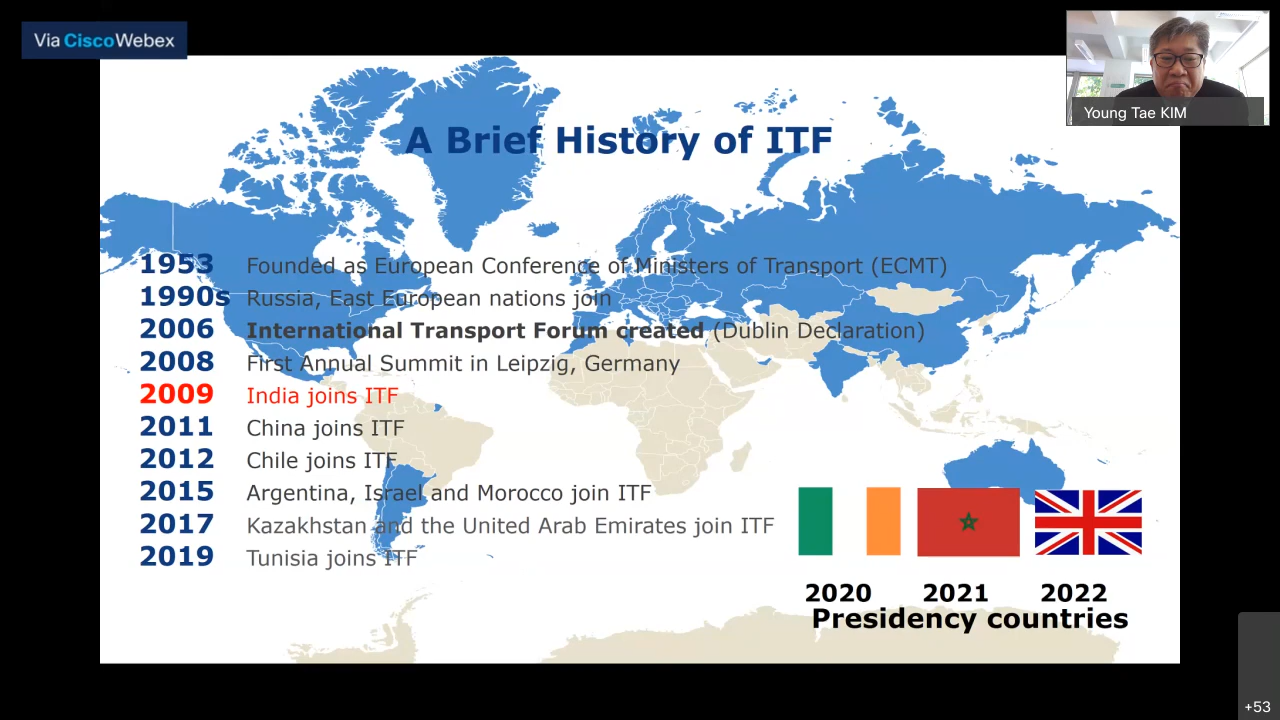 Via CiscoWebex
Young Tae KIM
A Brief History of ITF
1953 Founded as European Conference of Ministers of Transport (ECMT)
1990s Russia, East European nations join
2006 International Transport Forum created (Dublin Declaration)
2008 First Annual Summit in Leipzig, Germany
2009 India joins ITF
2011 China joins ITF
2012 Chile joins ITF
2015 Argentina, Israel and Morocco join ITF
2017 Kazakhstan and the United Arab Emirates join ITF
2019 Tunisia joins ITF
2020 2021 2022
Presidency countries
+53